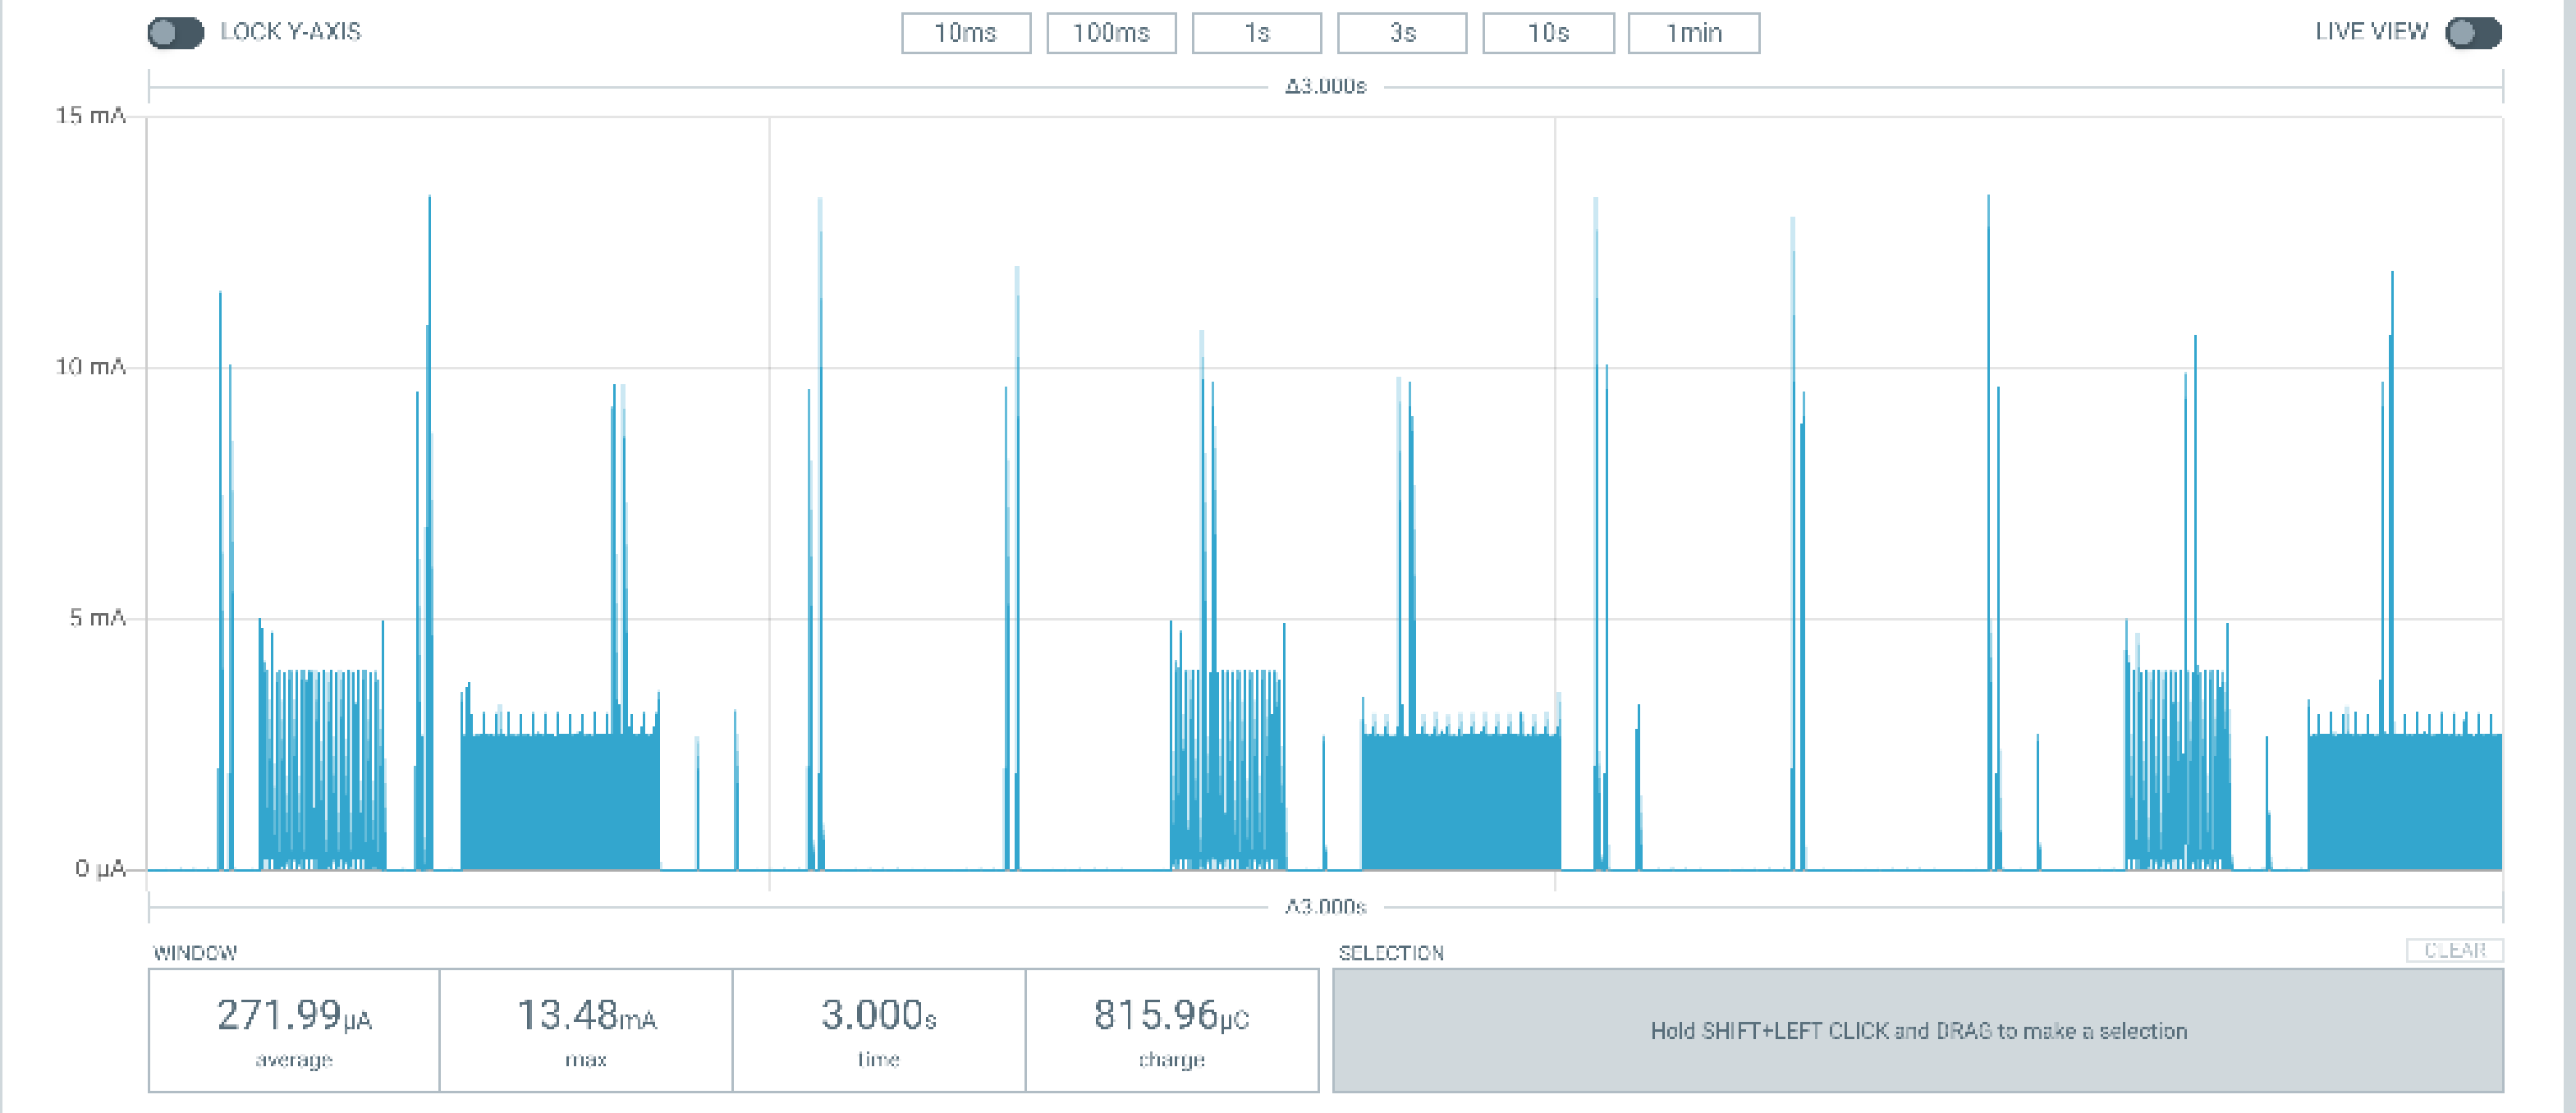 LOCK Y-AXIS 10ms 100ms 1s 3s 10s 1min LIVE VIEW
Δ3.000s
15 mA
10 mA
5 mA
0 µA
Δ3.000s
WINDOW SELECTION CLEAR
271.99µA 13.48mA 3.000s 815.96µC
average max time charge
Hold SHIFT+LEFT CLICK and DRAG to make a selection